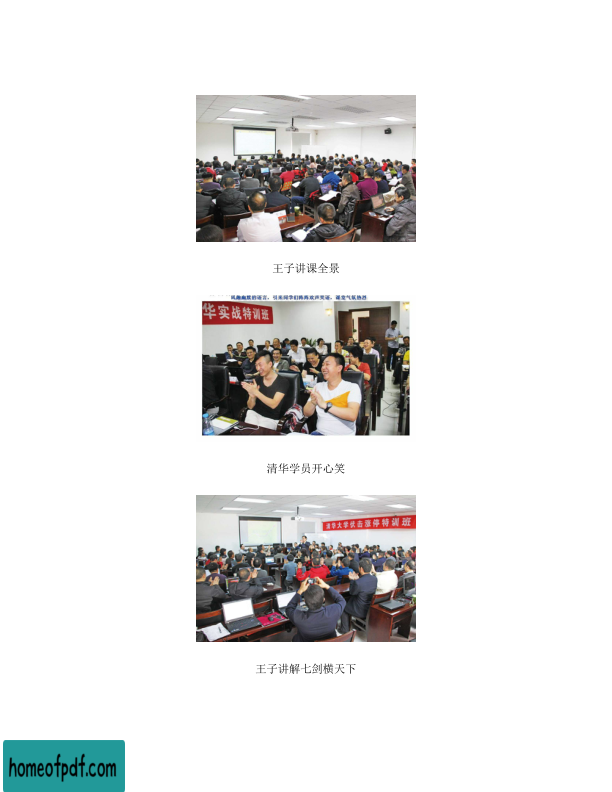 王子讲课全景
风趣幽默的语言，引来同学们阵阵欢声笑语，课堂气氛热烈
华实战特训班
清华学员开心笑
清华大学伏击涨停特训班
王子讲解七剑横天下
homeofpdf.com